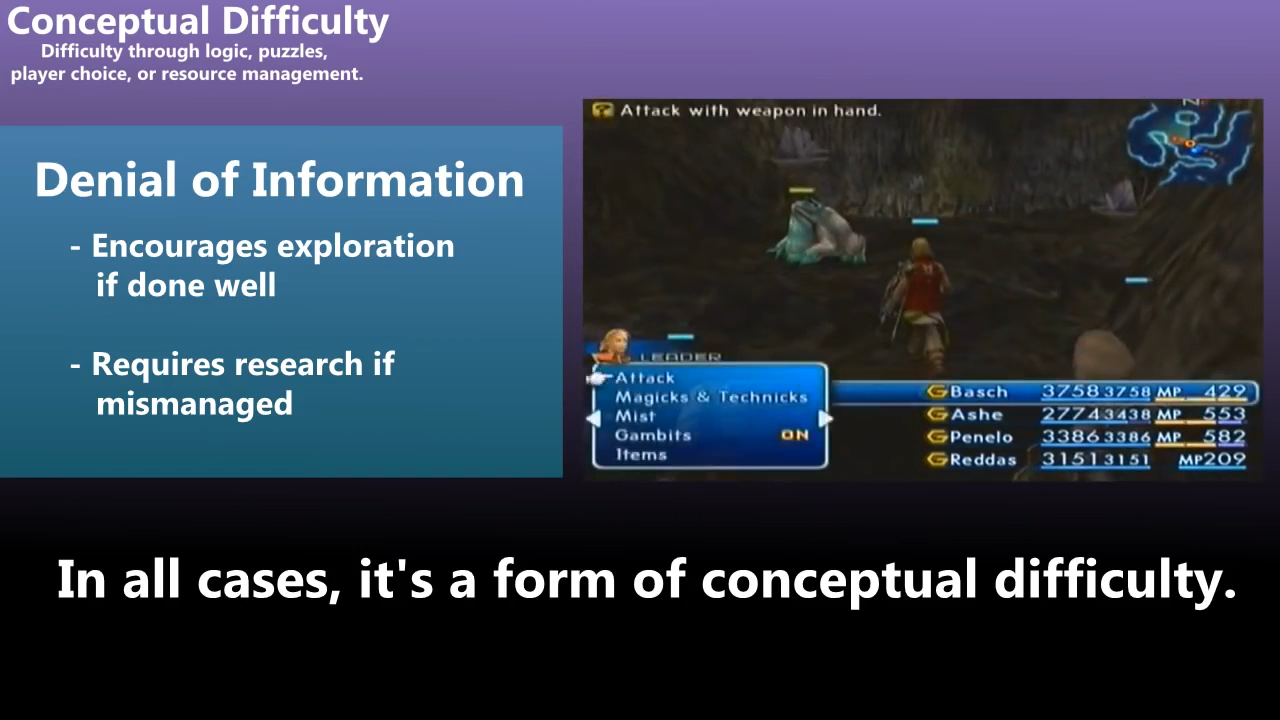 Conceptual Difficulty
Difficulty through logic, puzzles,
player choice, or resource management.
Denial of Information
- Encourages exploration
if done well
- Requires research if
mismanaged
Attack with weapon in hand.
N
LEADER
Attack
Magicks & Technicks
Mist
Gambits ON
Items
G Basch 3758 3758 MP 429
G Ashe 2774 3438 MP 553
G Penelo 3386 3386 MP 582
G Reddas 3151 3151 MP 209
In all cases, it's a form of conceptual difficulty.